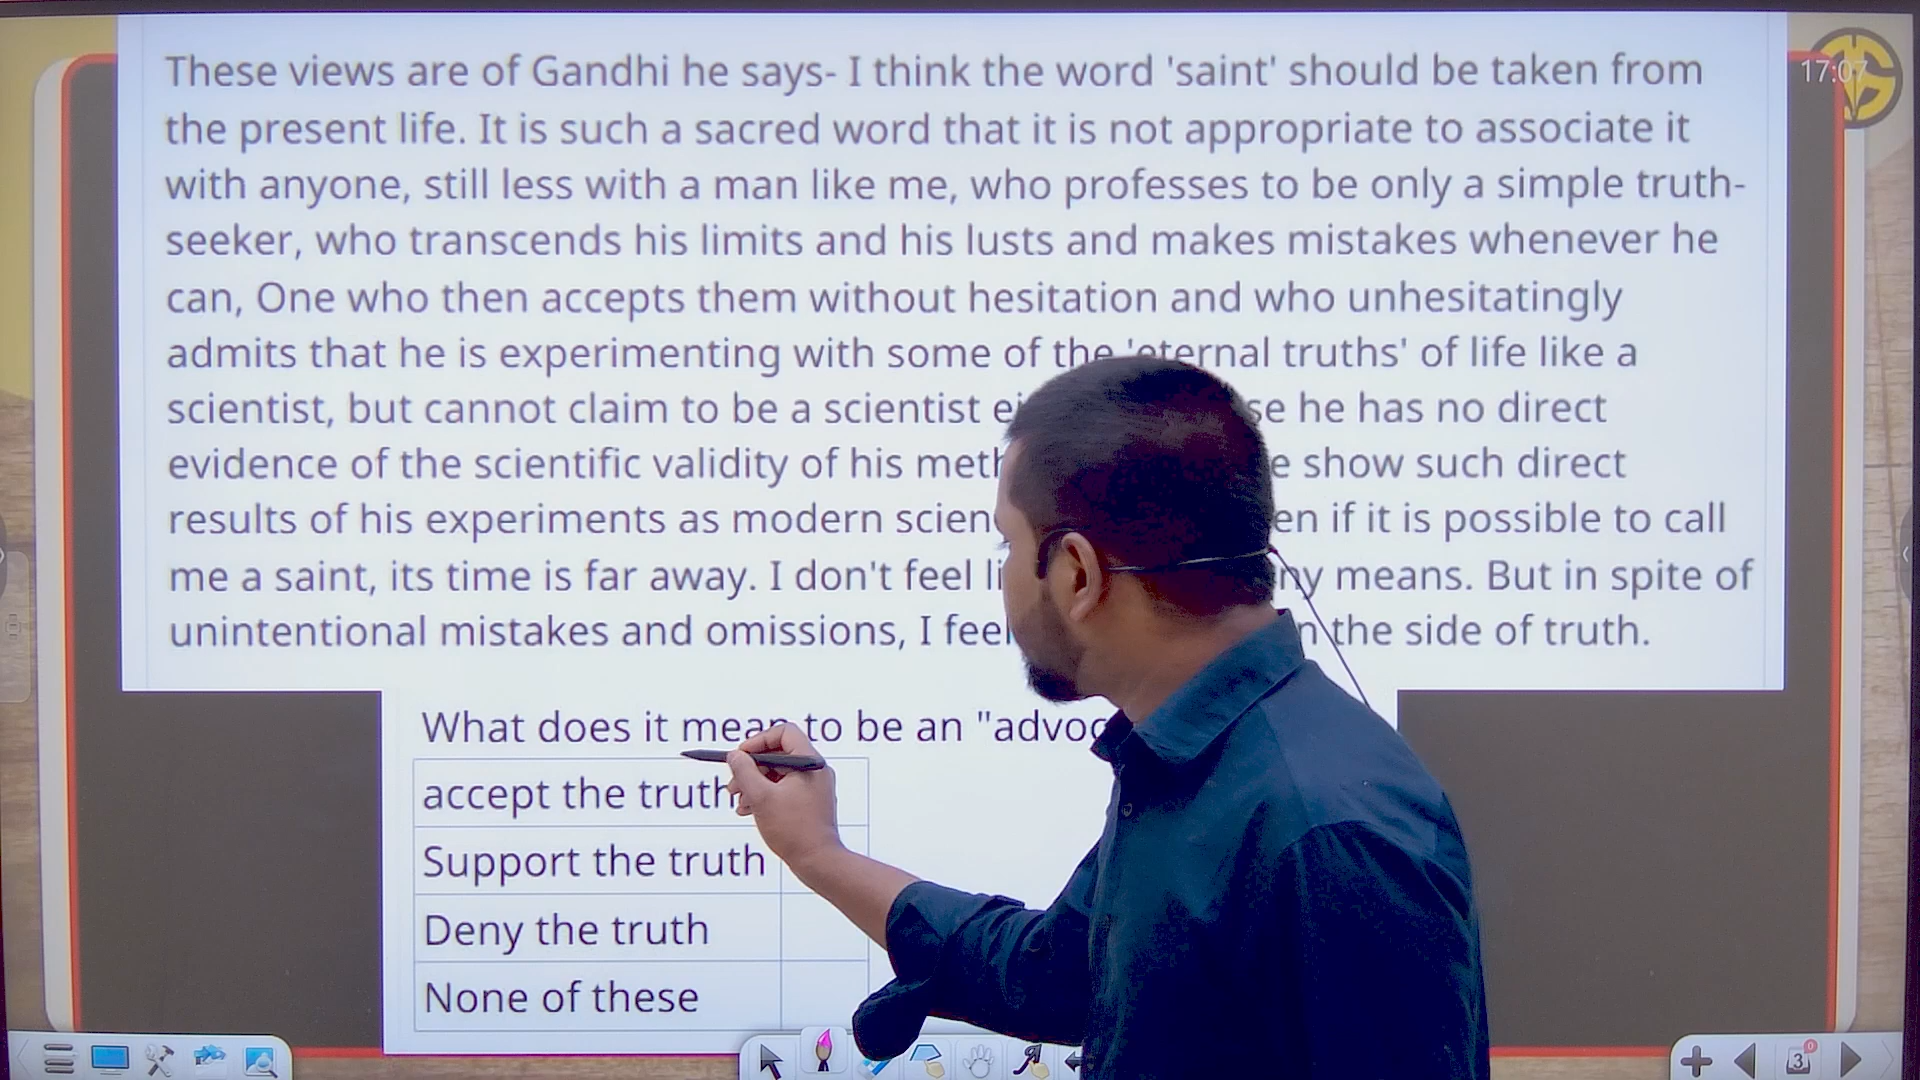 These views are of Gandhi he says- I think the word 'saint' should be taken from
the present life. It is such a sacred word that it is not appropriate to associate it
with anyone, still less with a man like me, who professes to be only a simple truth-
seeker, who transcends his limits and his lusts and makes mistakes whenever he
can, One who then accepts them without hesitation and who unhesitatingly
admits that he is experimenting with some of the 'eternal truths' of life like a
scientist, but cannot claim to be a scientist he has no direct
evidence of the scientific validity of his show such direct
results of his experiments as modern if it is possible to call
me a saint, its time is far away. I don't feel means. But in spite of
unintentional mistakes and omissions, I feel the side of truth.
What does it mean to be an
accept the truth
Support the truth
Deny the truth
None of these
17:07
3
0